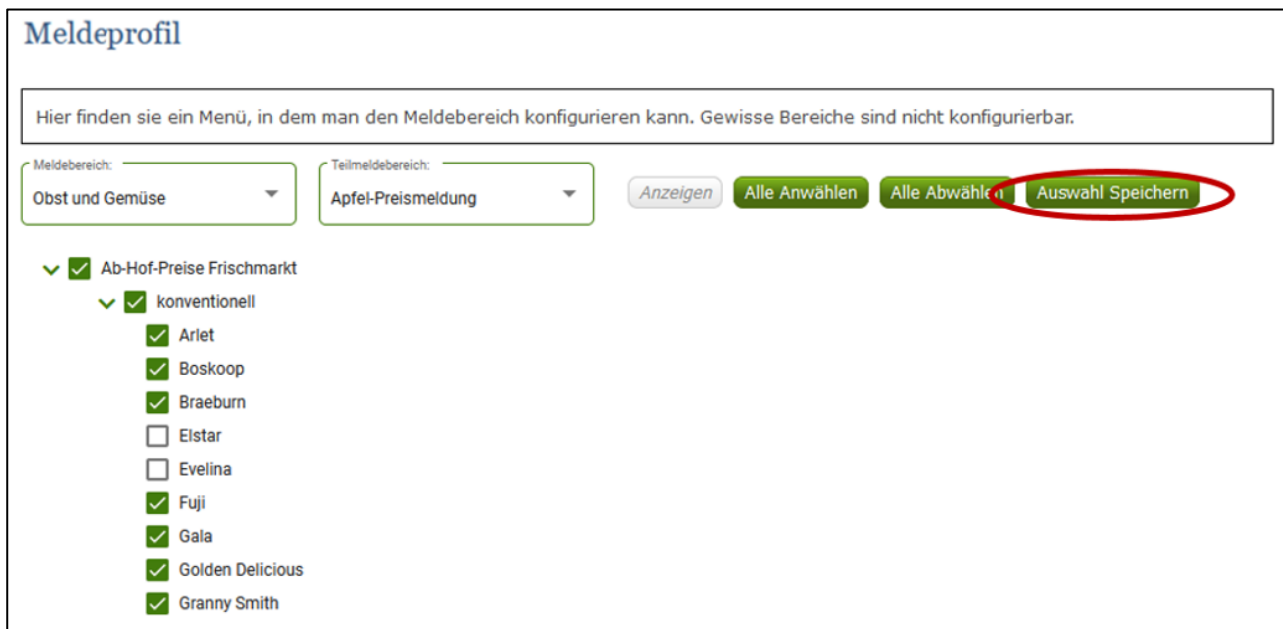 Meldeprofil
Hier finden sie ein Menü, in dem man den Meldebereich konfigurieren kann. Gewisse Bereiche sind nicht konfigurierbar.
Meldebereich: Teilmeldebereich:
Obst und Gemüse Apfel-Preismeldung Anzeigen Alle Anwählen Alle Abwählen Auswahl Speichern
Ab-Hof-Preise Frischmarkt
konventionell
Arlet
Boskoop
Braeburn
Elstar
Evelina
Fuji
Gala
Golden Delicious
Granny Smith